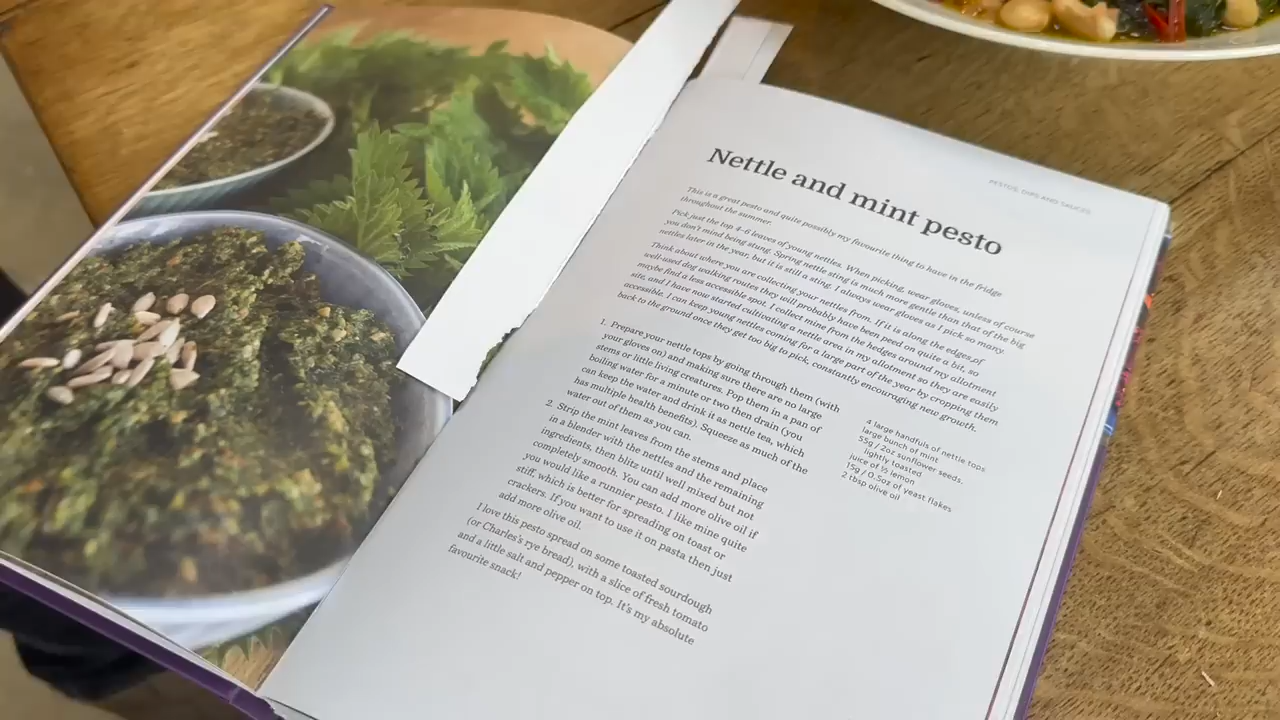 PESTOS, DIPS AND SAUCES
Nettle and mint pesto
This is a great pesto and quite possibly my favourite thing to have in the fridge
throughout the summer.
Pick just the top 4–6 leaves of young nettles. When picking, wear gloves, unless of course
you don't mind being stung. Spring nettle sting is much more gentle than that of the big
nettles later in the year, but it is still a sting. I always wear gloves as I pick so many.
Think about where you are collecting your nettles from. If it is along the edges of
well-used dog walking routes they will probably have been peed on quite a bit, so
maybe find a less accessible spot. I collect mine from the hedges around my allotment
site, and I have now started cultivating a nettle area in my allotment so they are easily
accessible. I can keep young nettles coming for a large part of the year by cropping them
back to the ground once they get too big to pick, constantly encouraging new growth.
1. Prepare your nettle tops by going through them (with
your gloves on) and making sure there are no large
stems or little living creatures. Pop them in a pan of
boiling water for a minute or two then drain (you
can keep the water and drink it as nettle tea, which
has multiple health benefits). Squeeze as much of the
water out of them as you can.
2. Strip the mint leaves from the stems and place
in a blender with the nettles and the remaining
ingredients, then blitz until well mixed but not
completely smooth. You can add more olive oil if
you would like a runnier pesto. I like mine quite
stiff, which is better for spreading on toast or
crackers. If you want to use it on pasta then just
add more olive oil.
I love this pesto spread on some toasted sourdough
(or Charles's rye bread), with a slice of fresh tomato
and a little salt and pepper on top. It's my absolute
favourite snack!
4 large handfuls of nettle tops
large bunch of mint
55g / 2oz sunflower seeds,
lightly toasted
juice of ½ lemon
15g / 0.5oz of yeast flakes
2 tbsp olive oil